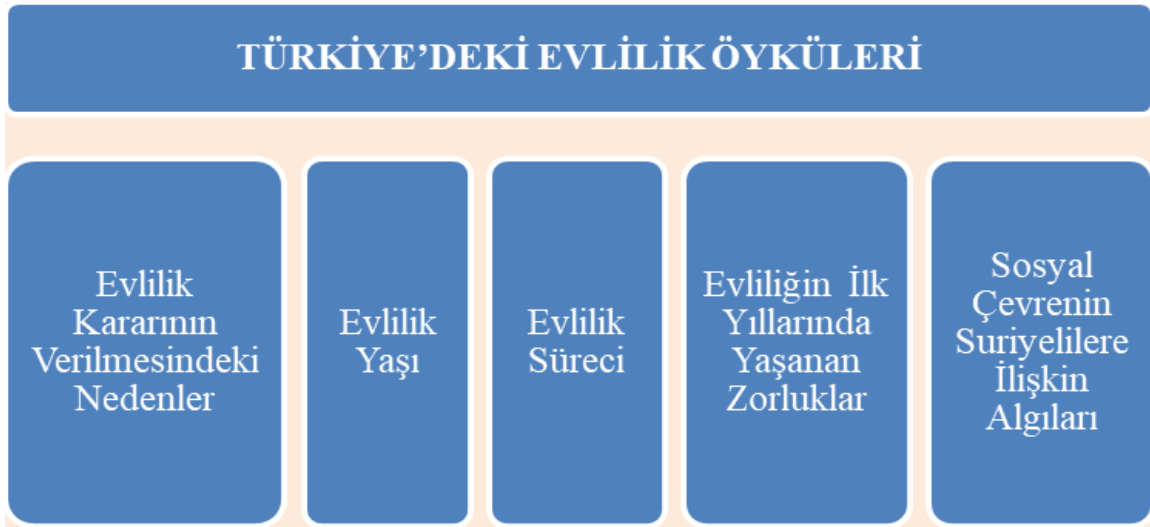 TÜRKİYE’DEKİ EVLİLİK ÖYKÜLERİ
Evlilik
Kararının
Verilmesindeki
Nedenler
Evlilik
Yaşı
Evlilik
Süreci
Evliliğin İlk
Yıllarında
Yaşanan
Zorluklar
Sosyal
Çevrenin
Suriyelilere
İlişkin
Algıları